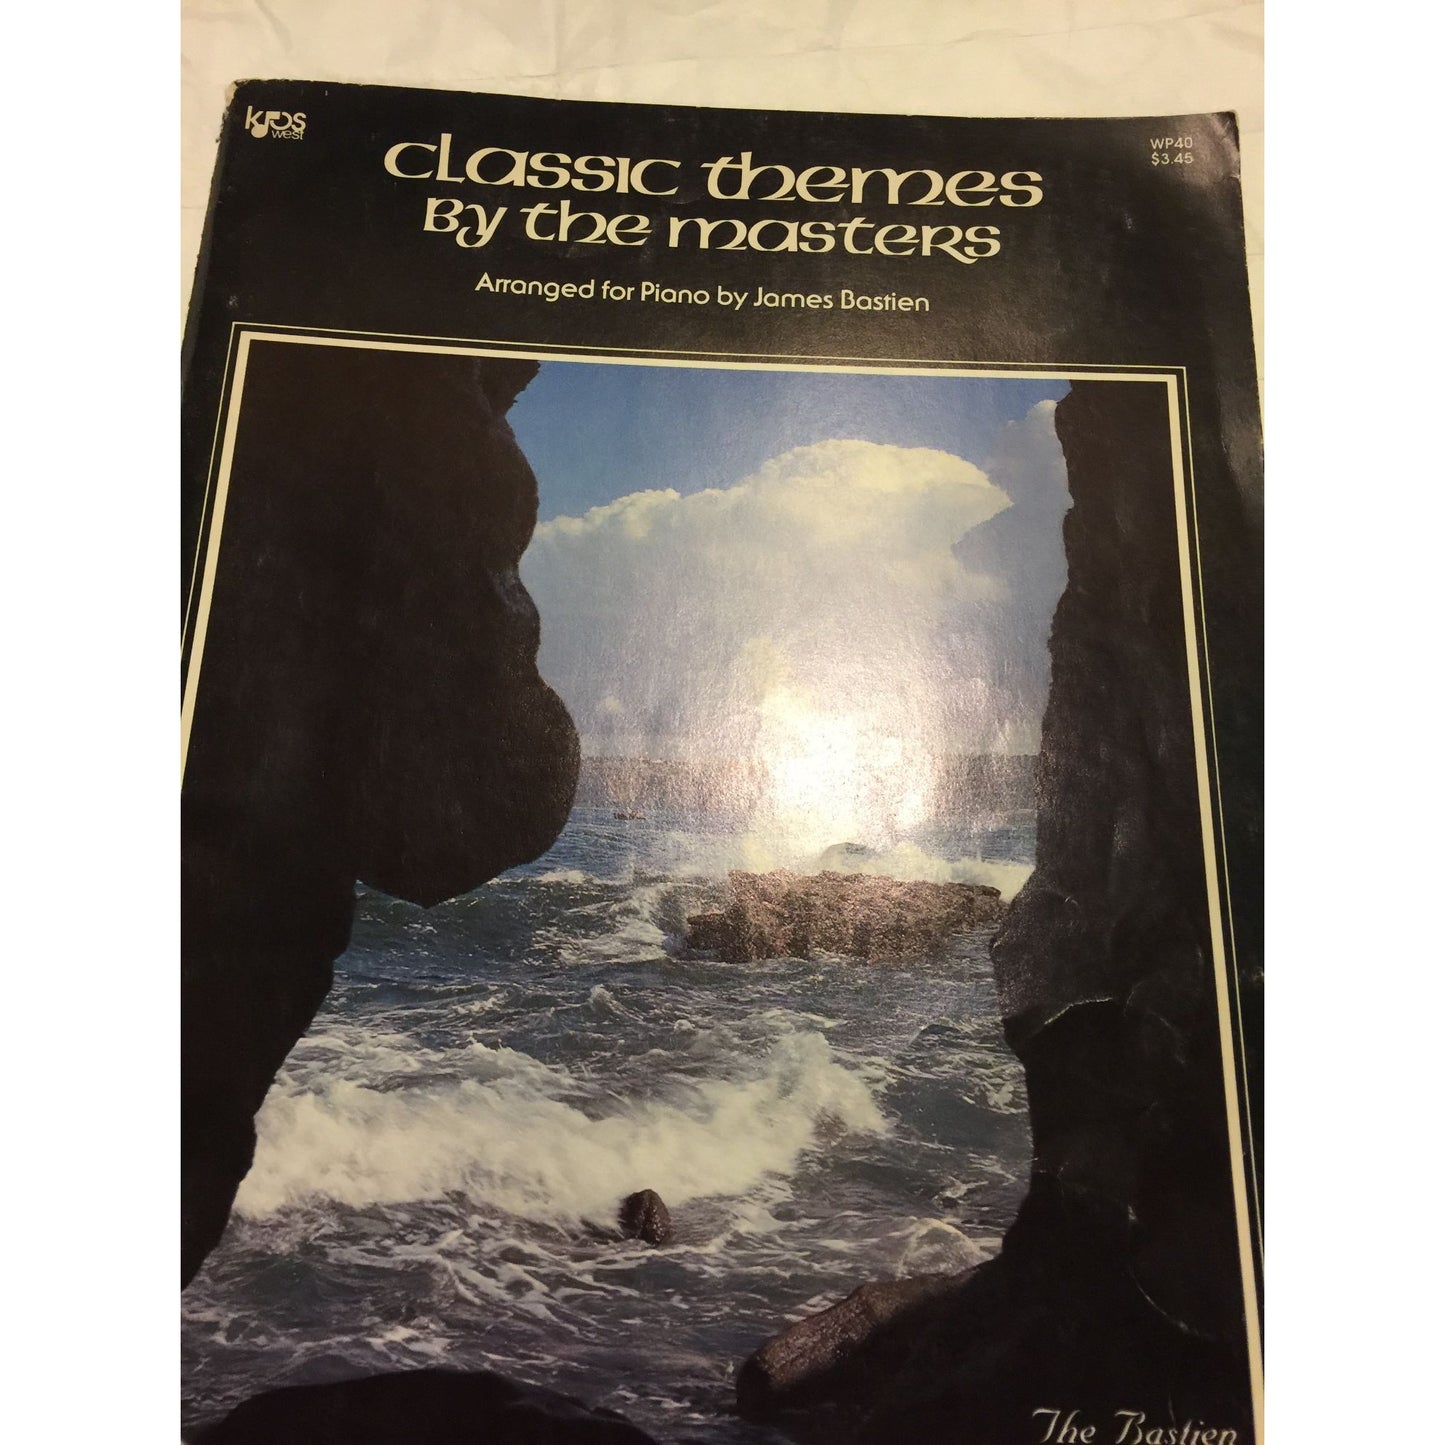 kjos
west
WP40
$3.45
Classic Themes
By the Masters
Arranged for Piano by James Bastien
The Bastien